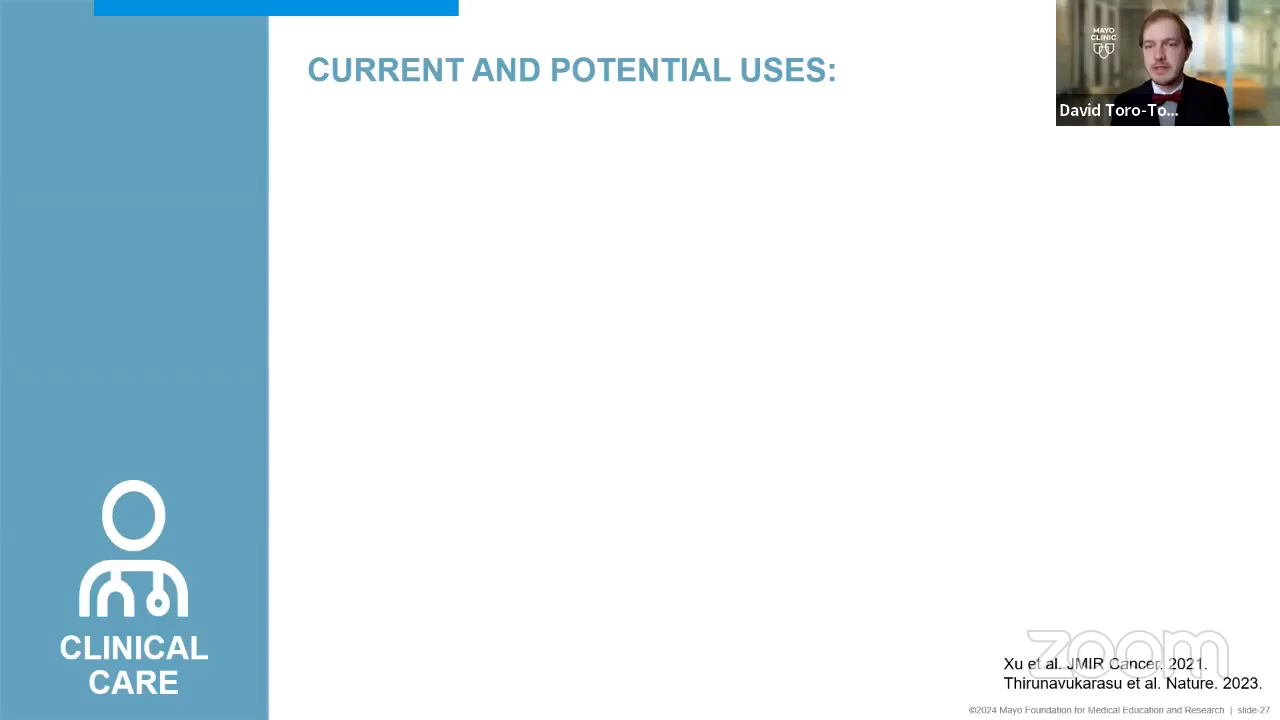 CURRENT AND POTENTIAL USES:
MAYO
CLINIC
David Toro-To...
CLINICAL
CARE
zoom
Xu et al. JMIR Cancer. 2021.
Thirunavukarasu et al. Nature. 2023.
©2024 Mayo Foundation for Medical Education and Research | slide-27